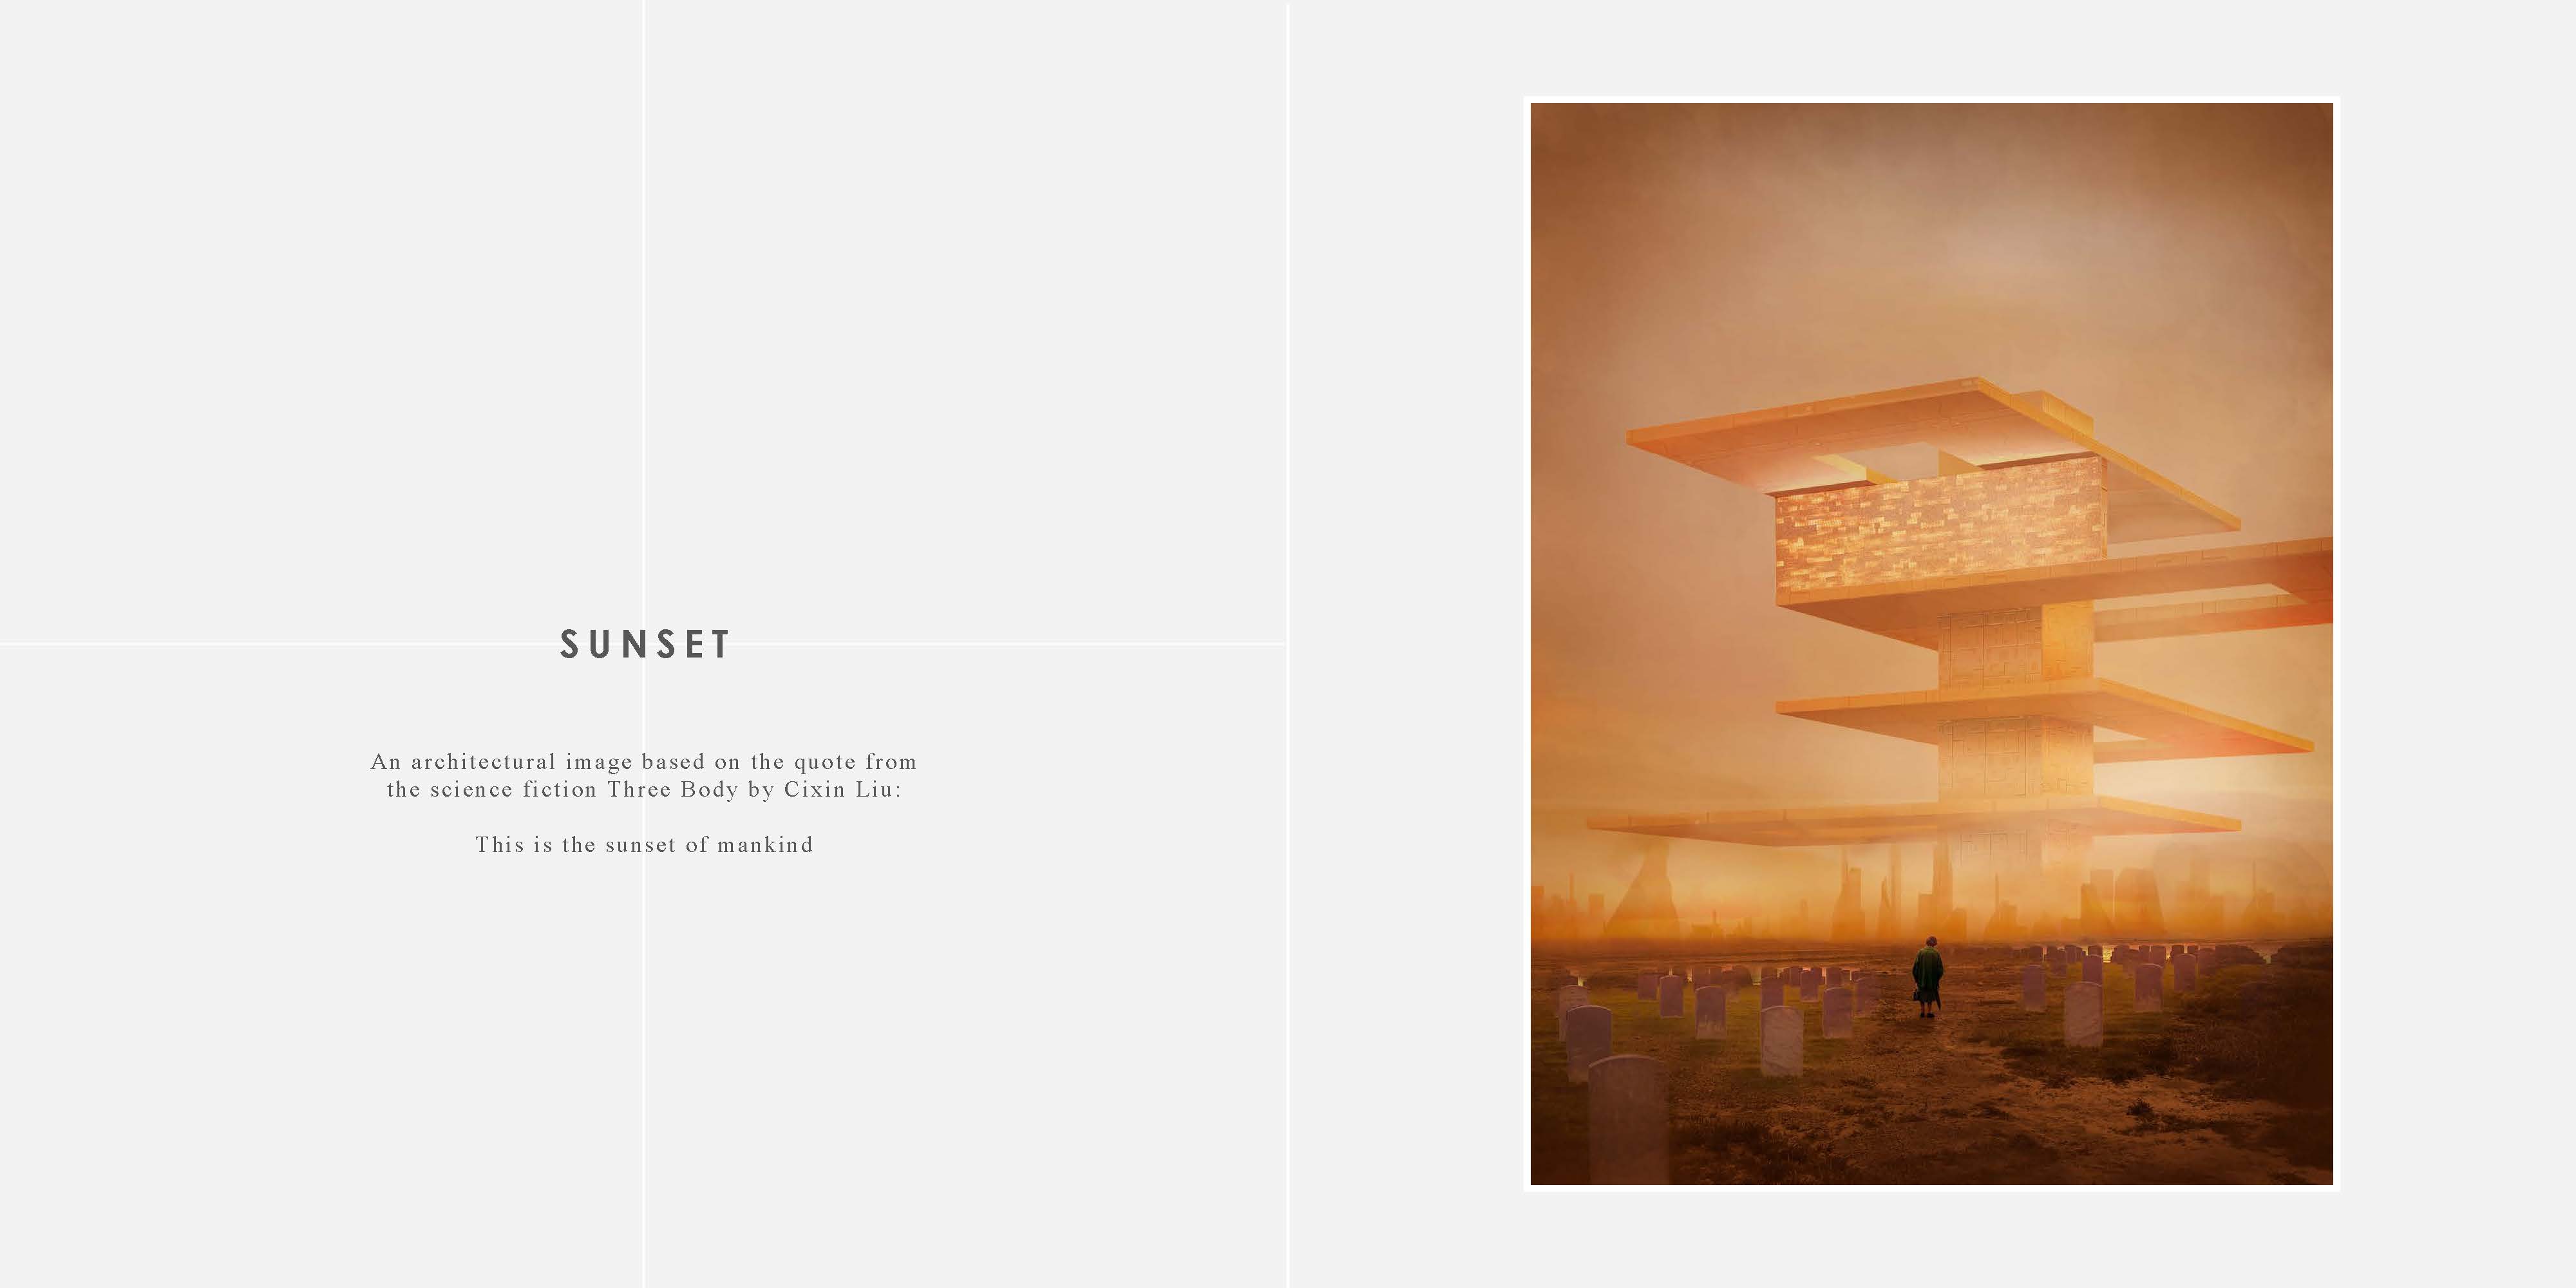 SUNSET
An architectural image based on the quote from
the science fiction Three Body by Cixin Liu:
This is the sunset of mankind